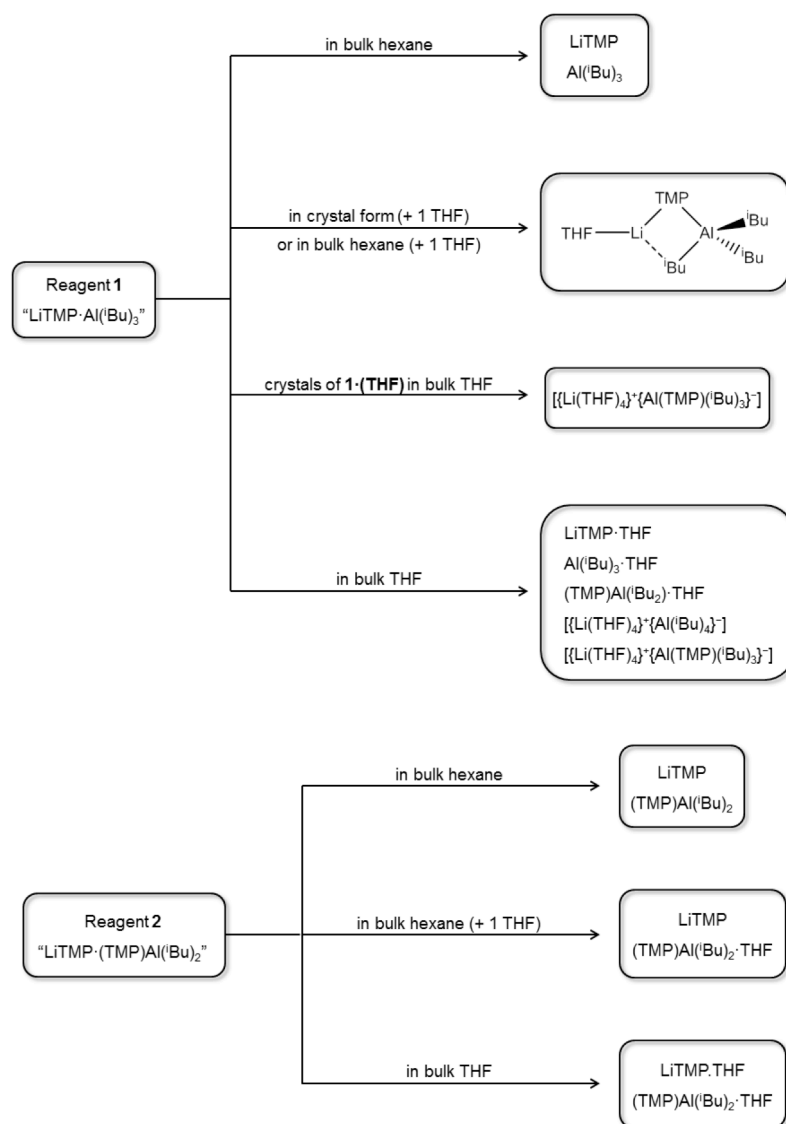 in bulk hexane
LiTMP
Al(ⁱBu)₃
in crystal form (+ 1 THF)
or in bulk hexane (+ 1 THF)
TMP
THF
Li
Al
ⁱBu
ⁱBu
ⁱBu
Reagent 1
“LiTMP·Al(ⁱBu)₃”
crystals of 1·(THF) in bulk THF
[{Li(THF)₄}⁺{Al(TMP)(ⁱBu)₃}⁻]
in bulk THF
LiTMP·THF
Al(ⁱBu)₃·THF
(TMP)Al(ⁱBu₂)·THF
[{Li(THF)₄}⁺{Al(ⁱBu)₄}⁻]
[{Li(THF)₄}⁺{Al(TMP)(ⁱBu)₃}⁻]
in bulk hexane
LiTMP
(TMP)Al(ⁱBu)₂
Reagent 2
“LiTMP·(TMP)Al(ⁱBu)₂”
in bulk hexane (+ 1 THF)
LiTMP
(TMP)Al(ⁱBu)₂·THF
in bulk THF
LiTMP.THF
(TMP)Al(ⁱBu)₂·THF